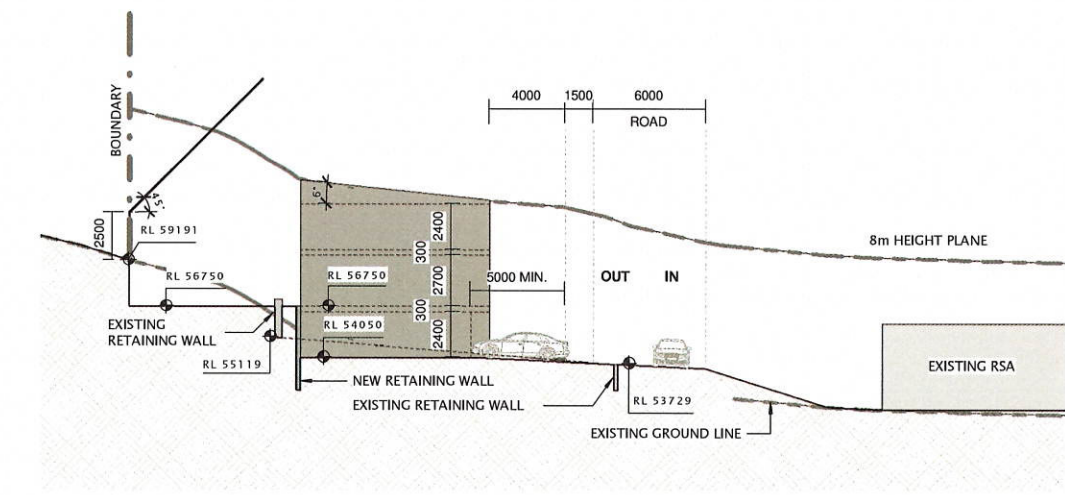 BOUNDARY
4000
1500
6000
ROAD
45°
6°
2500
RL 59191
2400
8m HEIGHT PLANE
300
RL 56750
RL 56750
2700
5000 MIN.
OUT
IN
300
EXISTING
RETAINING WALL
RL 54050
2400
RL 55119
EXISTING RSA
NEW RETAINING WALL
EXISTING RETAINING WALL
RL 53729
EXISTING GROUND LINE